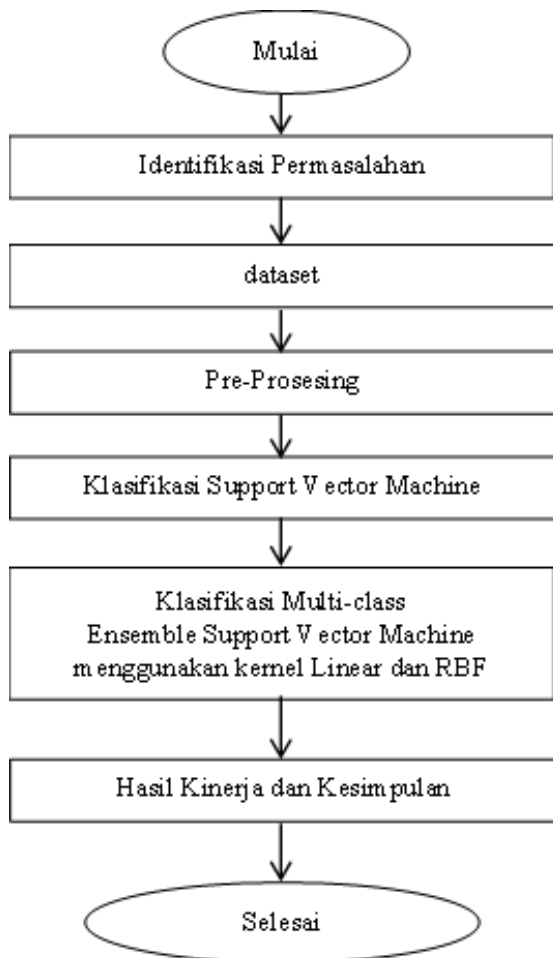 Mulai
Identifikasi Permasalahan
dataset
Pre-Prosesing
Klasifikasi Support Vector Machine
Klasifikasi Multi-class
Ensemble Support Vector Machine
menggunakan kernel Linear dan RBF
Hasil Kinerja dan Kesimpulan
Selesai